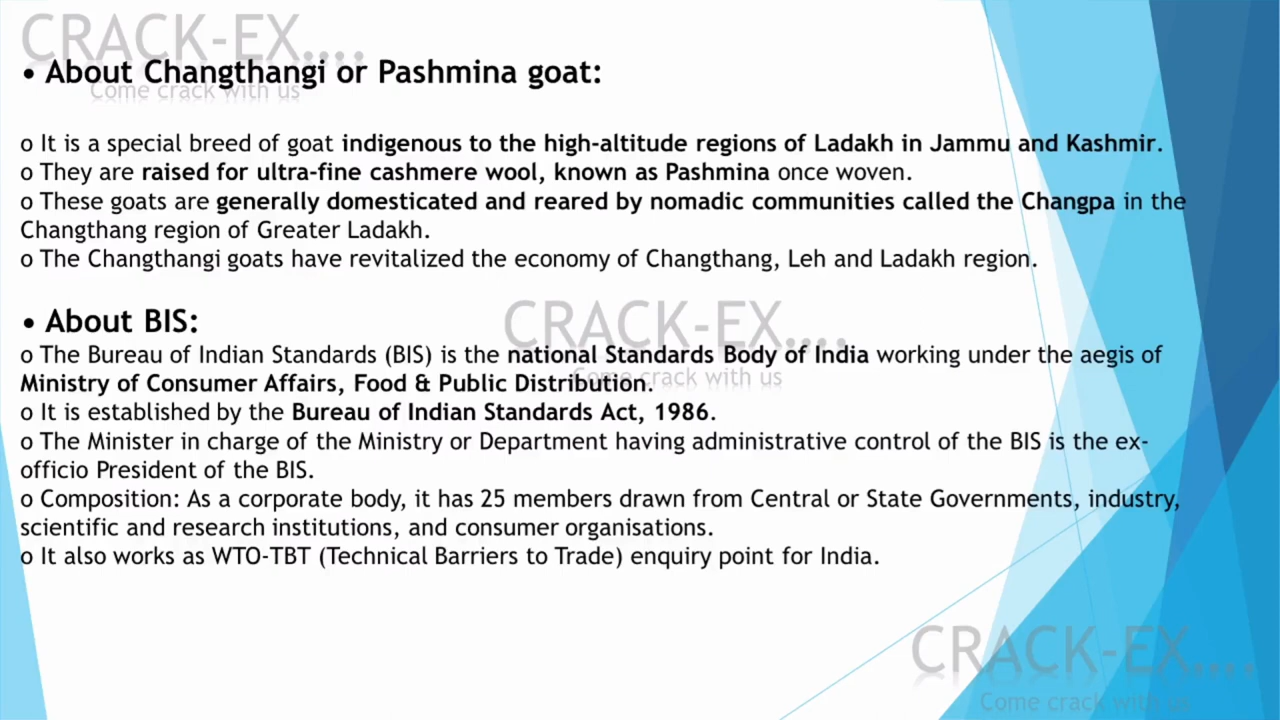 CRACK-EX....
Come crack with us
• About Changthangi or Pashmina goat:
o It is a special breed of goat indigenous to the high-altitude regions of Ladakh in Jammu and Kashmir.
o They are raised for ultra-fine cashmere wool, known as Pashmina once woven.
o These goats are generally domesticated and reared by nomadic communities called the Changpa in the
Changthang region of Greater Ladakh.
o The Changthangi goats have revitalized the economy of Changthang, Leh and Ladakh region.
• About BIS:
CRACK-EX....
o The Bureau of Indian Standards (BIS) is the national Standards Body of India working under the aegis of
Ministry of Consumer Affairs, Food & Public Distribution.
Come crack with us
o It is established by the Bureau of Indian Standards Act, 1986.
o The Minister in charge of the Ministry or Department having administrative control of the BIS is the ex-
officio President of the BIS.
o Composition: As a corporate body, it has 25 members drawn from Central or State Governments, industry,
scientific and research institutions, and consumer organisations.
o It also works as WTO-TBT (Technical Barriers to Trade) enquiry point for India.
CRACK-EX....
Come crack with us